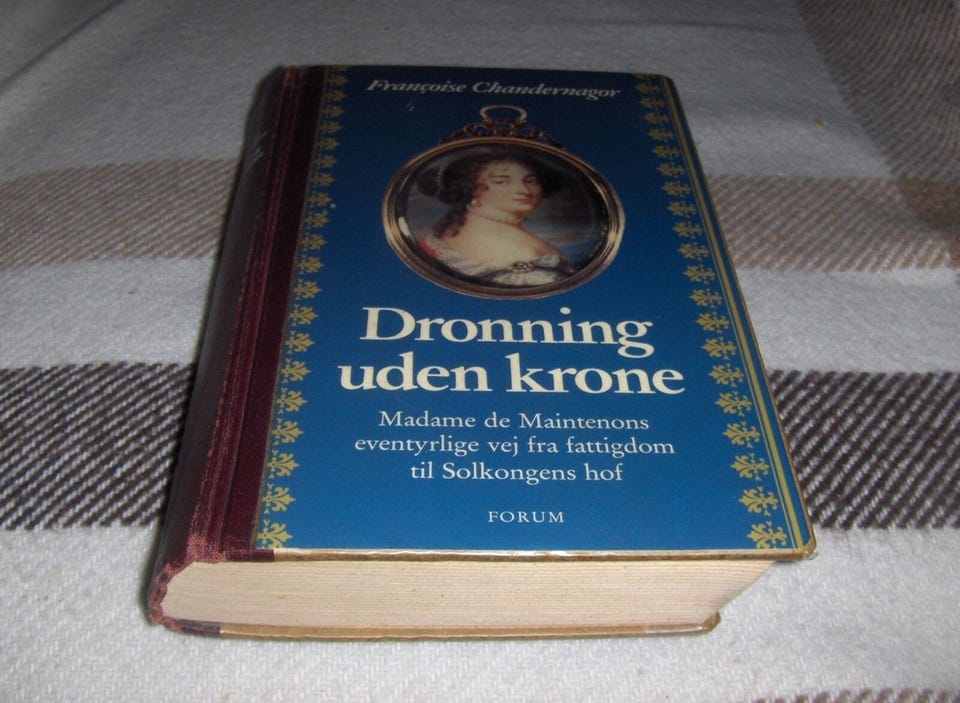 Françoise Chandernagor
Dronning
uden krone
Madame de Maintenons
eventyrlige vej fra fattigdom
til Solkongens hof
FORUM